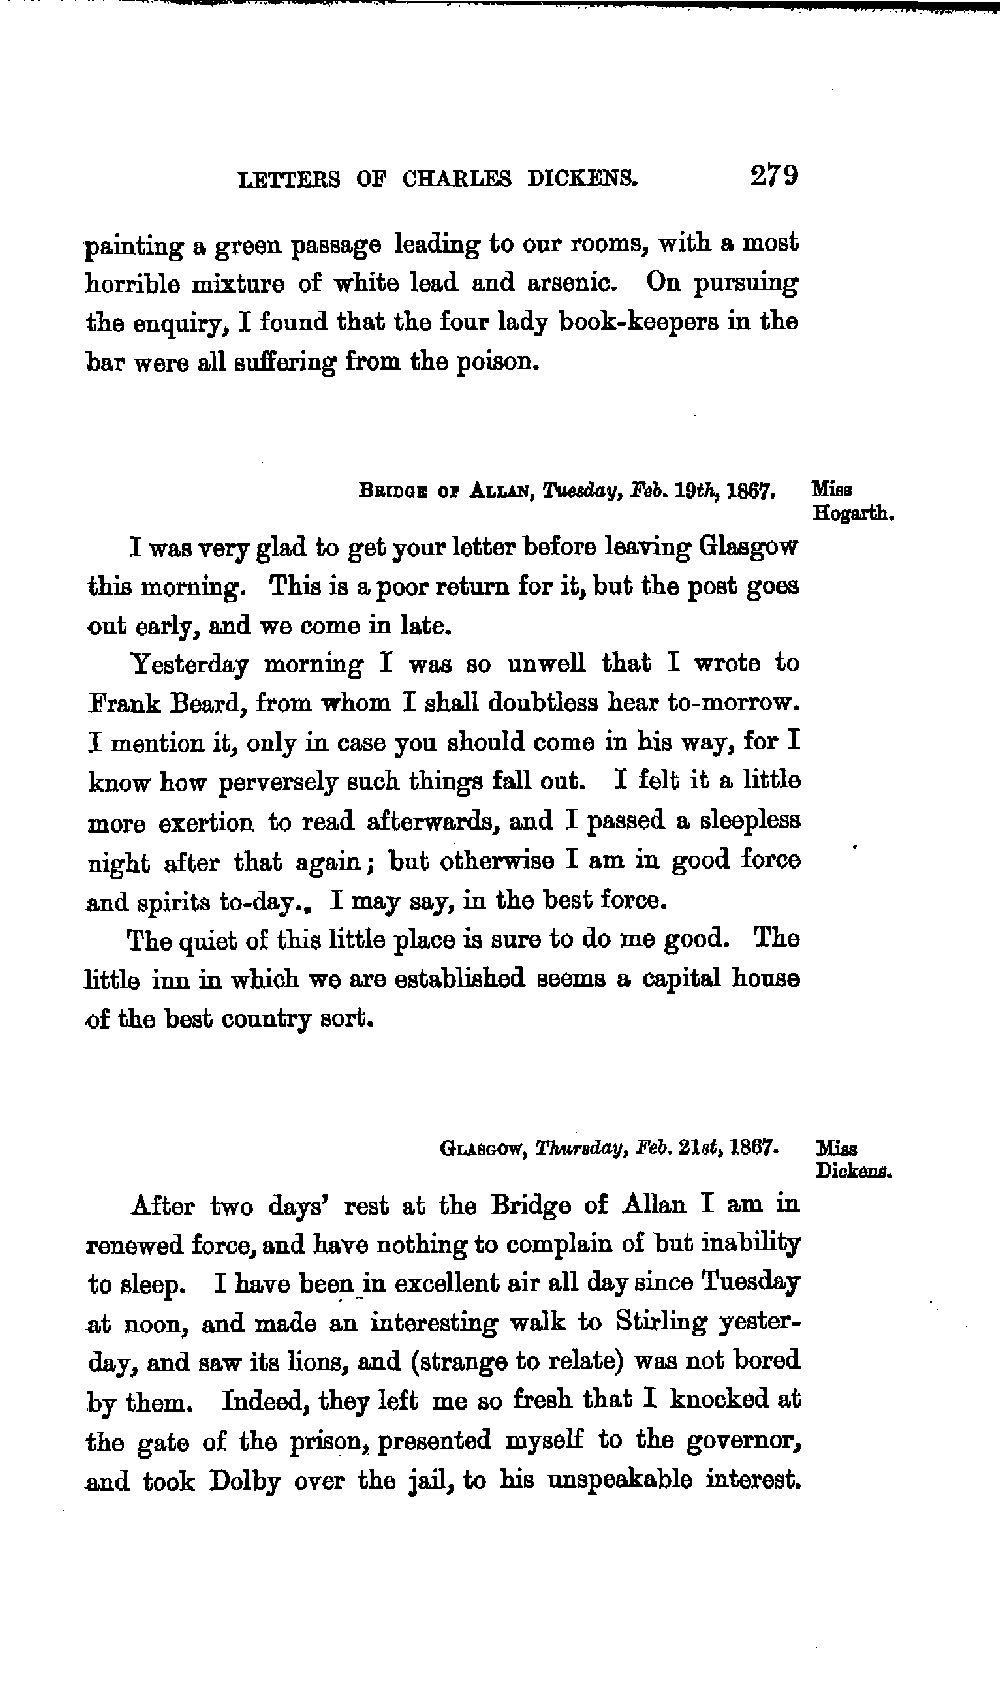 LETTERS OF CHARLES DICKENS. 279
painting a green passage leading to our rooms, with a most
horrible mixture of white lead and arsenic. On pursuing
the enquiry, I found that the four lady book-keepers in the
bar were all suffering from the poison.
BRIDGE OF ALLAN, Tuesday, Feb. 19th, 1867. Miss
Hogarth.
I was very glad to get your letter before leaving Glasgow
this morning. This is a poor return for it, but the post goes
out early, and we come in late.
Yesterday morning I was so unwell that I wrote to
Frank Beard, from whom I shall doubtless hear to-morrow.
I mention it, only in case you should come in his way, for I
know how perversely such things fall out. I felt it a little
more exertion to read afterwards, and I passed a sleepless
night after that again; but otherwise I am in good force
and spirits to-day. I may say, in the best force.
The quiet of this little place is sure to do me good. The
little inn in which we are established seems a capital house
of the best country sort.
GLASGOW, Thursday, Feb. 21st, 1867. Miss
Dickens.
After two days' rest at the Bridge of Allan I am in
renewed force, and have nothing to complain of but inability
to sleep. I have been in excellent air all day since Tuesday
at noon, and made an interesting walk to Stirling yester-
day, and saw its lions, and (strange to relate) was not bored
by them. Indeed, they left me so fresh that I knocked at
the gate of the prison, presented myself to the governor,
and took Dolby over the jail, to his unspeakable interest.